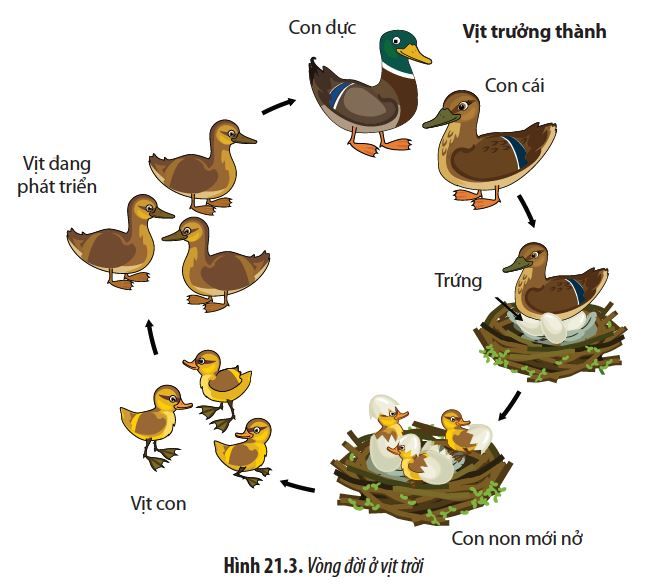 Con đực
Vịt trưởng thành
Con cái
Vịt đang
phát triển
Trứng
Vịt con
Con non mới nở
Hình 21.3. Vòng đời ở vịt trời